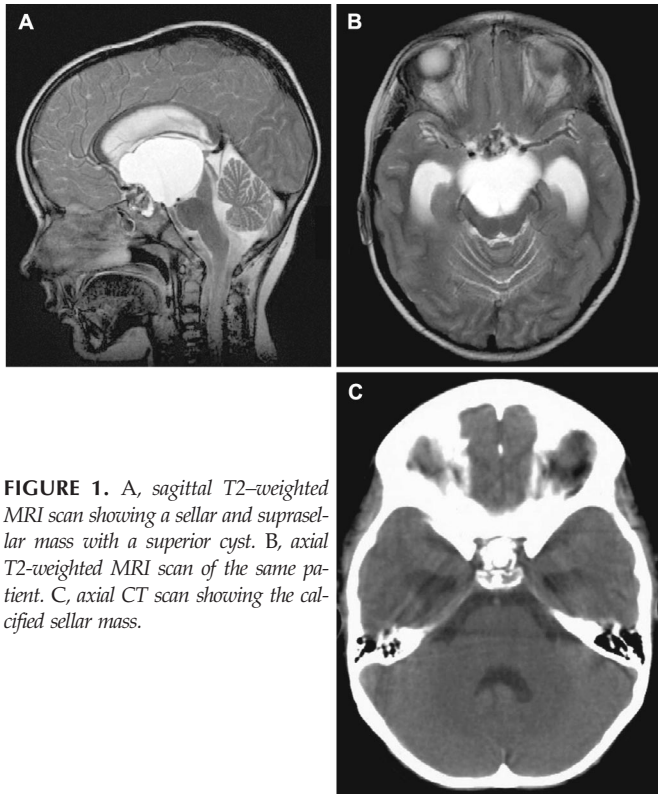 A
B
C
FIGURE 1. A, sagittal T2–weighted
MRI scan showing a sellar and suprasel-
lar mass with a superior cyst. B, axial
T2-weighted MRI scan of the same pa-
tient. C, axial CT scan showing the cal-
cified sellar mass.